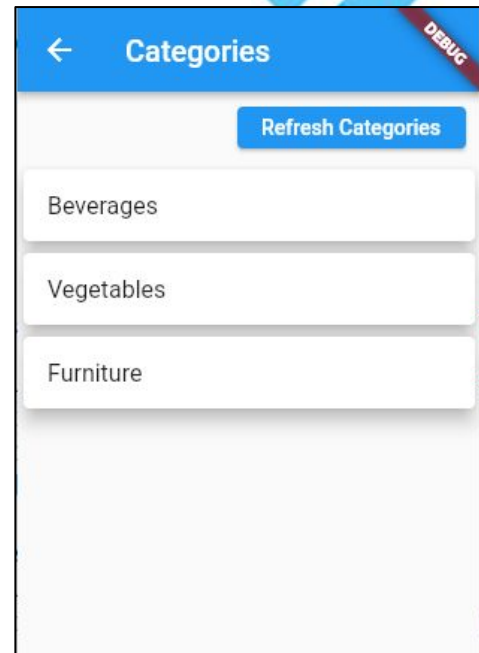 Categories
DEBUG
Refresh Categories
Beverages
Vegetables
Furniture